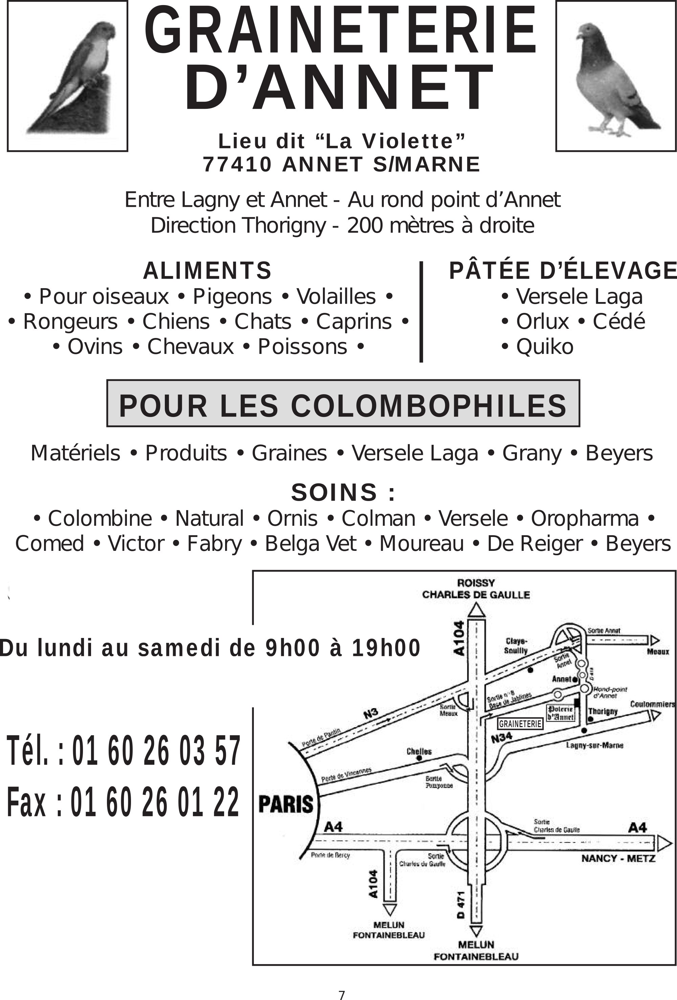 GRAINETERIE
D’ANNET
Lieu dit “La Violette”
77410 ANNET S/MARNE
Entre Lagny et Annet - Au rond point d’Annet
Direction Thorigny - 200 mètres à droite
ALIMENTS
• Pour oiseaux • Pigeons • Volailles •
• Rongeurs • Chiens • Chats • Caprins •
• Ovins • Chevaux • Poissons •
PÂTÉE D’ÉLEVAGE
• Versele Laga
• Orlux • Cédé
• Quiko
POUR LES COLOMBOPHILES
Matériels • Produits • Graines • Versele Laga • Grany • Beyers
SOINS :
• Colombine • Natural • Ornis • Colman • Versele • Oropharma •
Comed • Victor • Fabry • Belga Vet • Moureau • De Reiger • Beyers
Du lundi au samedi de 9h00 à 19h00
Tél. : 01 60 26 03 57
Fax : 01 60 26 01 22
ROISSY
CHARLES DE GAULLE
A104
Claye-
Souilly
Sortie Annet
Meaux
Sortie
Annet
Annet
Rond-point
d'Annet
Sortie n°8
Base de Jablines
Sortie
Meaux
N3
Poterie
d'Annet
Thorigny
Coulommiers
GRAINETERIE
N34
Porte de Pantin
Lagny-sur-Marne
Chelles
Porte de Vincennes
Sortie
Pomponne
PARIS
A4
Sortie
Charles de Gaulle
A4
Porte de Bercy
Sortie
Charles de Gaulle
NANCY - METZ
A104
D 471
MELUN
FONTAINEBLEAU
MELUN
FONTAINEBLEAU
7